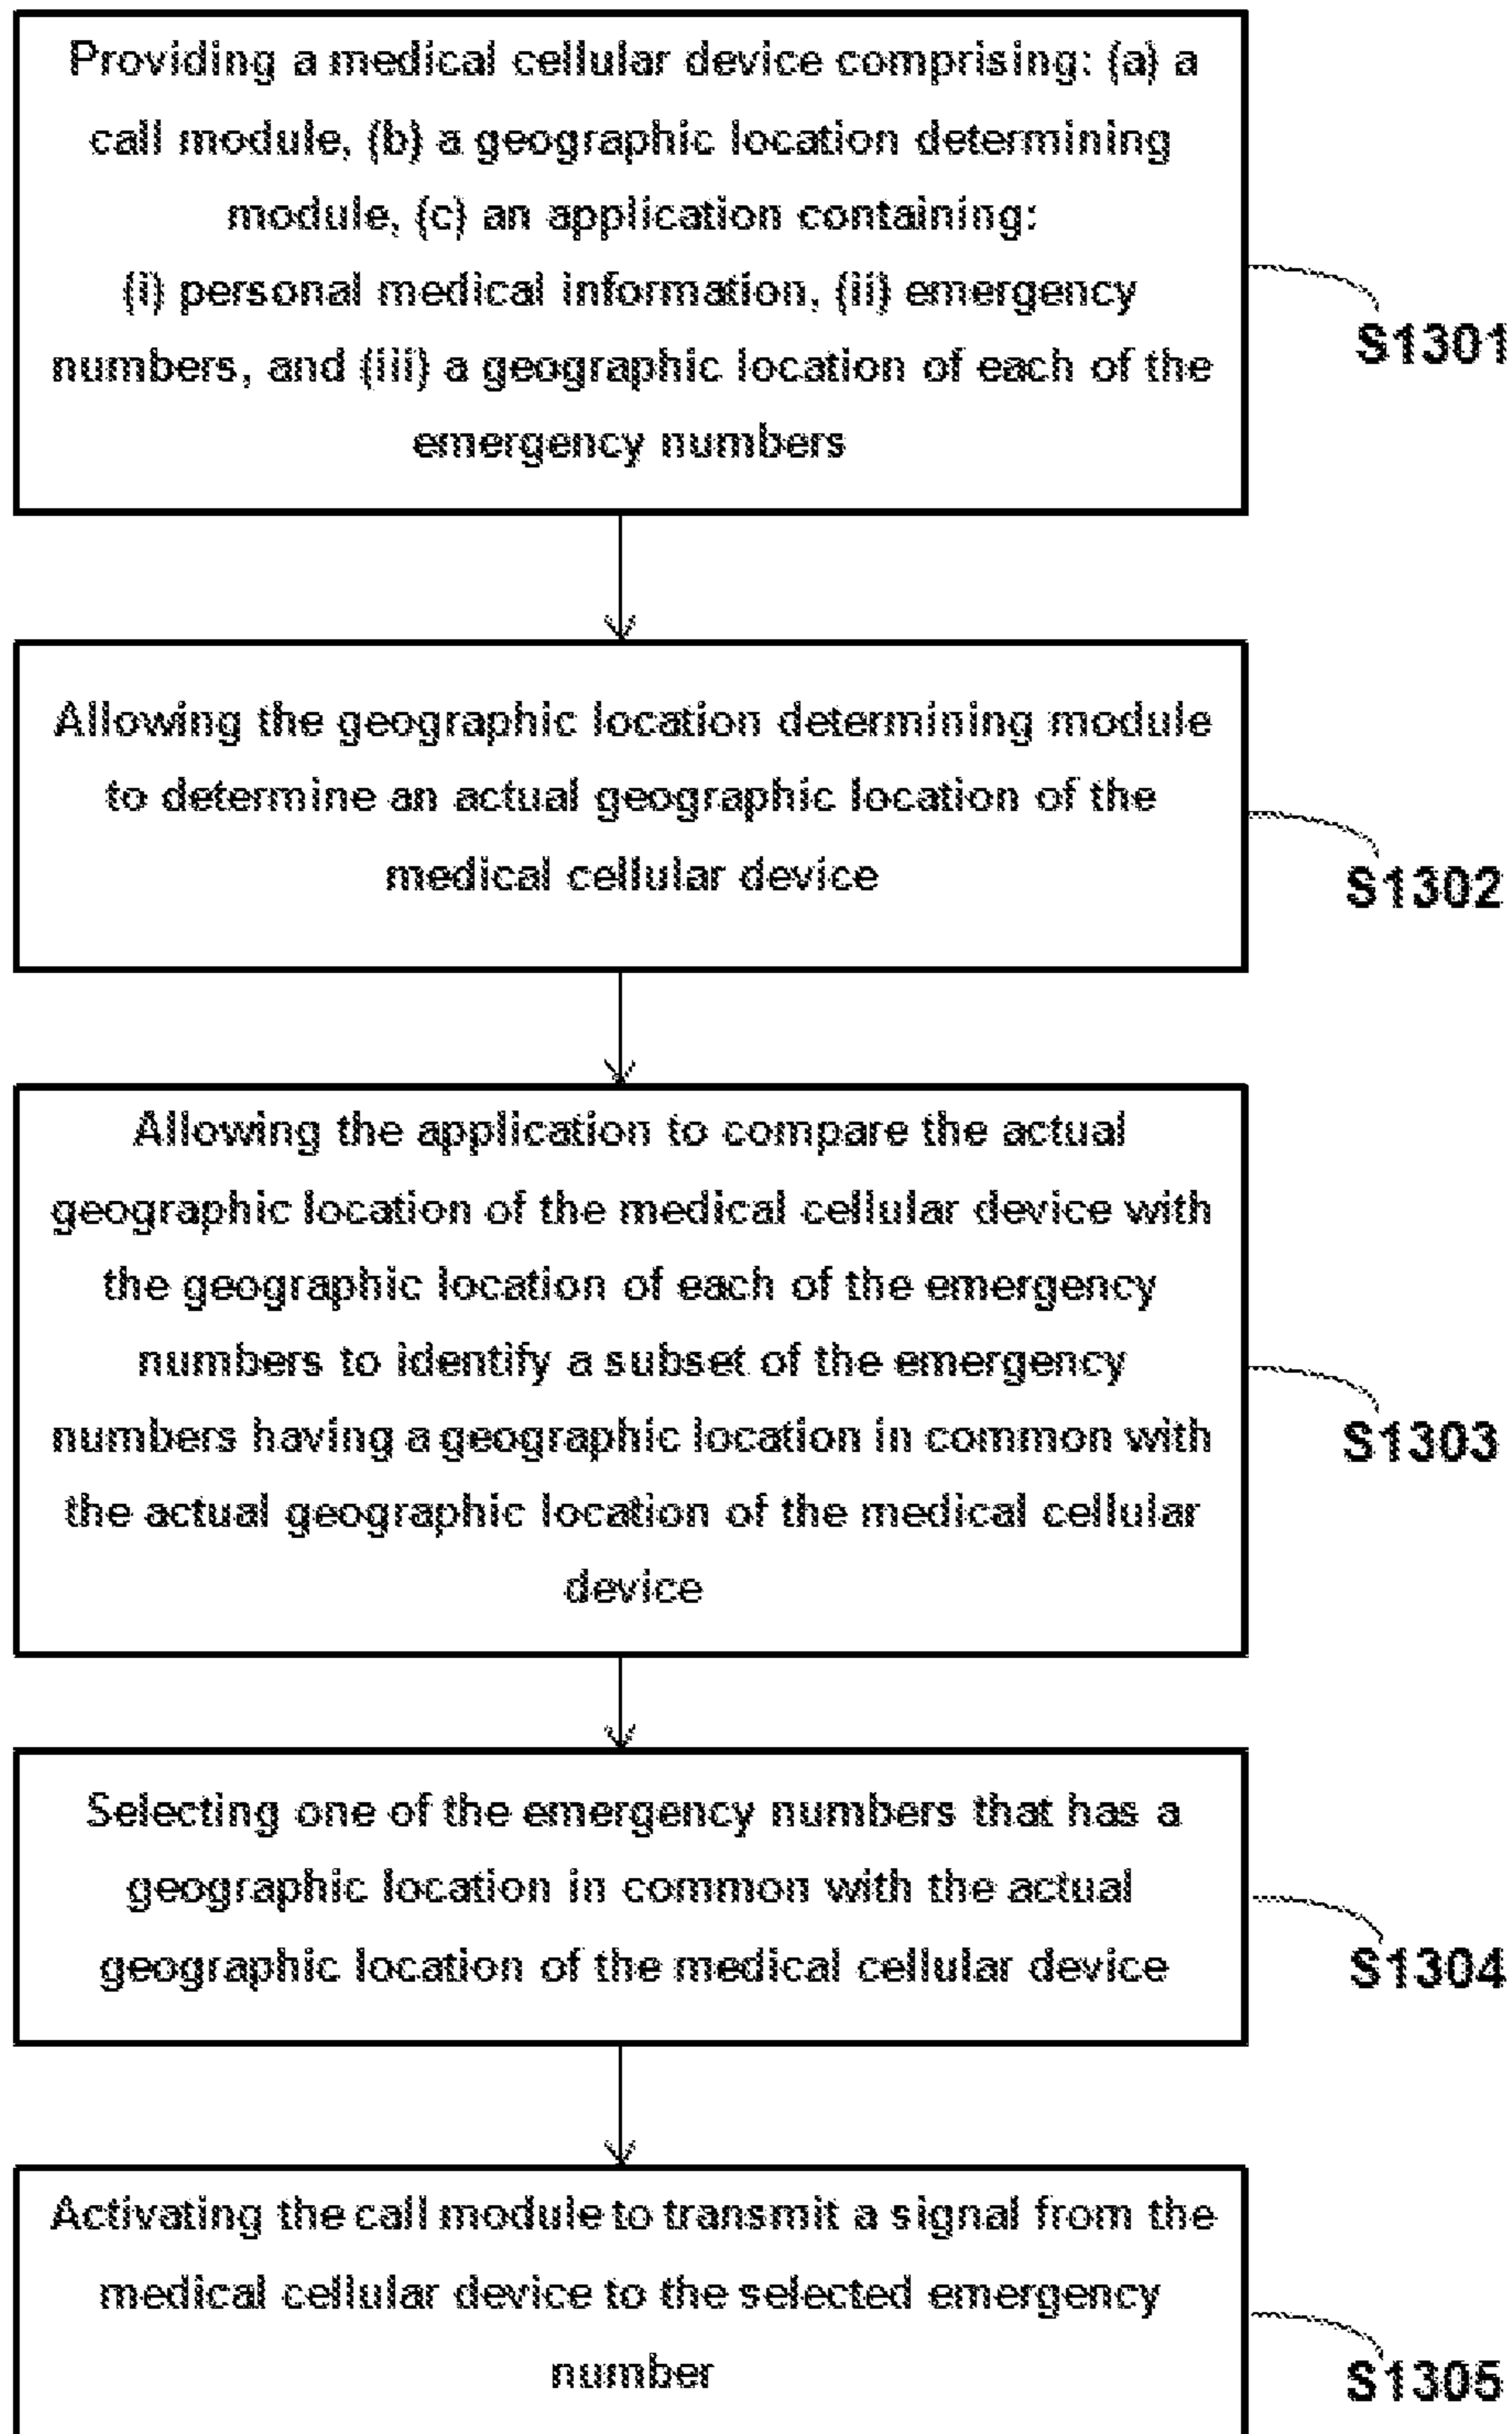 Providing a medical cellular device comprising: (a) a
call module, (b) a geographic location determining
module, (c) an application containing:
(i) personal medical information, (ii) emergency
numbers, and (iii) a geographic location of each of the
emergency numbers
S1301
Allowing the geographic location determining module
to determine an actual geographic location of the
medical cellular device
S1302
Allowing the application to compare the actual
geographic location of the medical cellular device with
the geographic location of each of the emergency
numbers to identify a subset of the emergency
numbers having a geographic location in common with
the actual geographic location of the medical cellular
device
S1303
Selecting one of the emergency numbers that has a
geographic location in common with the actual
geographic location of the medical cellular device
S1304
Activating the call module to transmit a signal from the
medical cellular device to the selected emergency
number
S1305